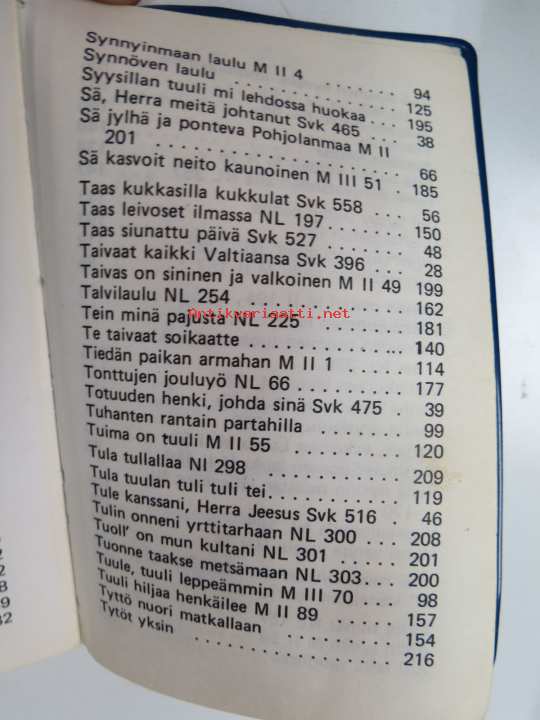 Synnyinmaan laulu M II 4 ....... 94
Synnöven laulu ......... 125
Syysillan tuuli mi lehdossa huokaa ... 195
Sä, Herra meitä johtanut Svk 465 ... 38
Sä jylhä ja ponteva Pohjolanmaa M II
201 ................. 66
Sä kasvoit neito kaunoinen M III 51 . 185
Taas kukkasilla kukkulat Svk 558 ... 56
Taas leivoset ilmassa NL 197 ....... 150
Taas siunattu päivä Svk 527 ...... 48
Taivaat kaikki Valtiaansa Svk 396 ... 28
Taivas on sininen ja valkoinen M II 49 199
Talvilaulu NL 254 ........... 162
Tein minä pajusta NL 225 ....... 181
Te taivaat soikaatte .......... 140
Tiedän paikan armahan M II 1 ..... 114
Tonttujen jouluyö NL 66 ........ 177
Totuuden henki, johda sinä Svk 475 . 39
Tuhanten rantain partahilla ...... 99
Tuima on tuuli M II 55 ......... 120
Tula tullallaa Nl 298 .......... 209
Tula tuulan tuli tuli tei ......... 119
Tule kanssani, Herra Jeesus Svk 516 . 46
Tulin onneni yrttitarhaan NL 300 ... 208
Tuoll' on mun kultani NL 301 ..... 201
Tuonne taakse metsämaan NL 303... 200
Tuule, tuuli leppeämmin M III 70 ... 98
Tuuli hiljaa henkäilee M II 89 ..... 157
Tyttö nuori matkallaan ........ 154
Tytöt yksin ............. 216
Antikvariaatti.net
2
2
8
9
32